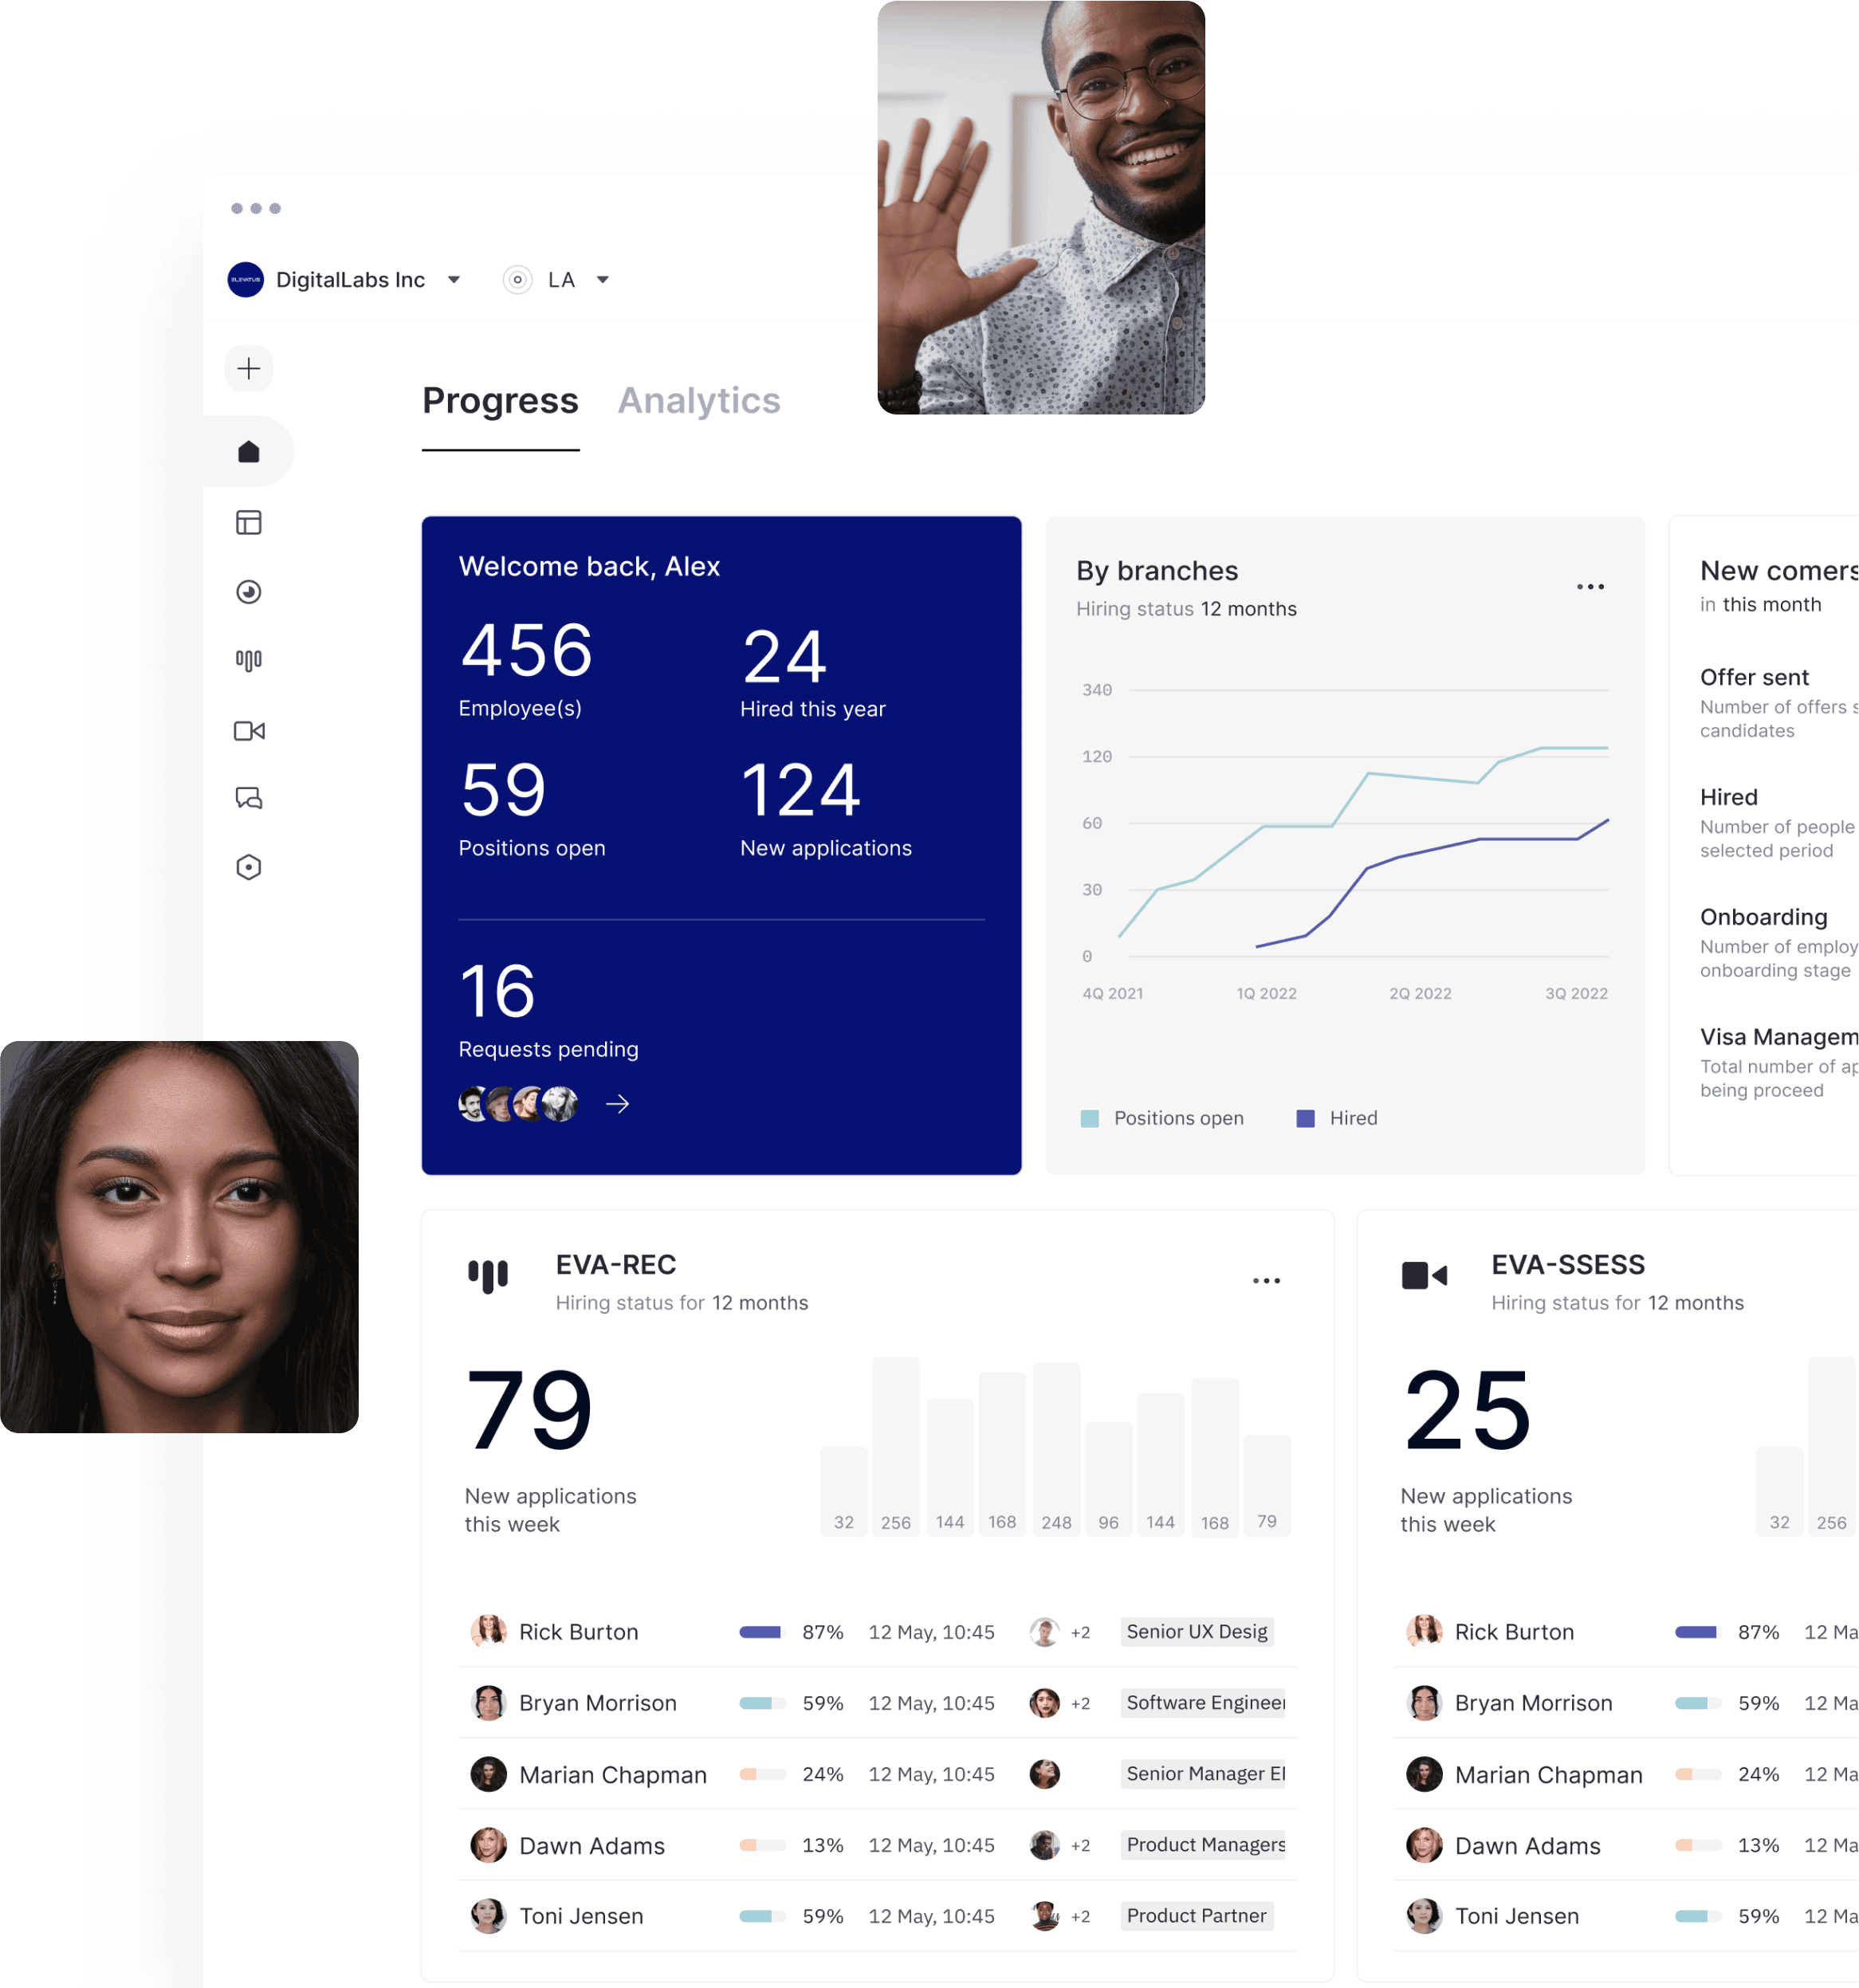 ELEVATUS
DigitalLabs Inc
LA
Progress
Analytics
Welcome back, Alex
456
Employee(s)
24
Hired this year
59
Positions open
124
New applications
16
Requests pending
By branches
Hiring status 12 months
340
120
60
30
0
4Q 2021
1Q 2022
2Q 2022
3Q 2022
Positions open
Hired
New comers
in this month
Offer sent
Number of offers s
candidates
Hired
Number of people
selected period
Onboarding
Number of employ
onboarding stage
Visa Managem
Total number of ap
being proceed
EVA-REC
Hiring status for 12 months
79
New applications
this week
32
256
144
168
248
96
144
168
79
Rick Burton 87% 12 May, 10:45 +2 Senior UX Desig
Bryan Morrison 59% 12 May, 10:45 +2 Software Engineer
Marian Chapman 24% 12 May, 10:45 Senior Manager
Dawn Adams 13% 12 May, 10:45 +2 Product Managers
Toni Jensen 59% 12 May, 10:45 +2 Product Partner
EVA-SSESS
Hiring status for 12 months
25
New applications
this week
32
256
Rick Burton 87% 12 Ma
Bryan Morrison 59% 12 Ma
Marian Chapman 24% 12 Ma
Dawn Adams 13% 12 Ma
Toni Jensen 59% 12 Ma